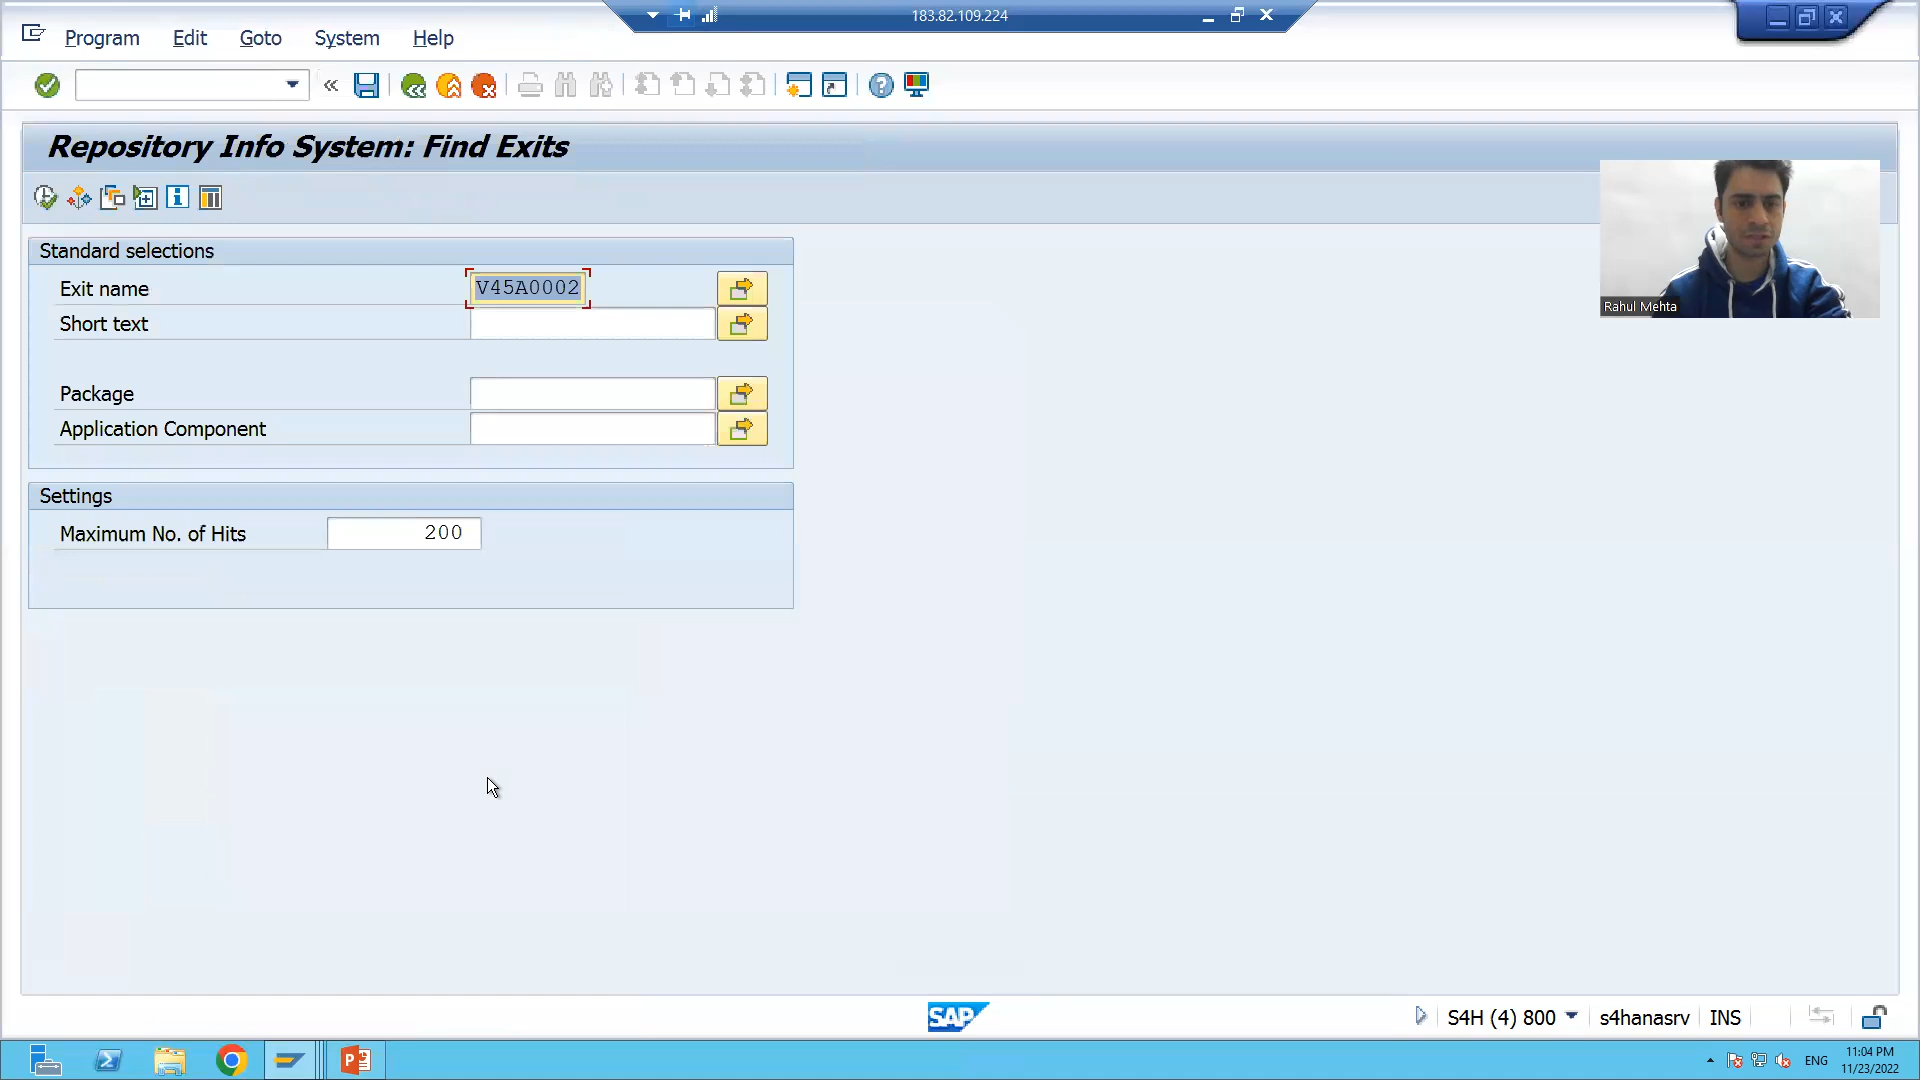 183.82.109.224
Program Edit Goto System Help
Repository Info System: Find Exits
Standard selections
Exit name V45A0002
Short text
Package
Application Component
Settings
Maximum No. of Hits 200
Rahul Mehta
SAP
S4H (4) 800 s4hanasrv INS
ENG
11:04 PM
11/23/2022